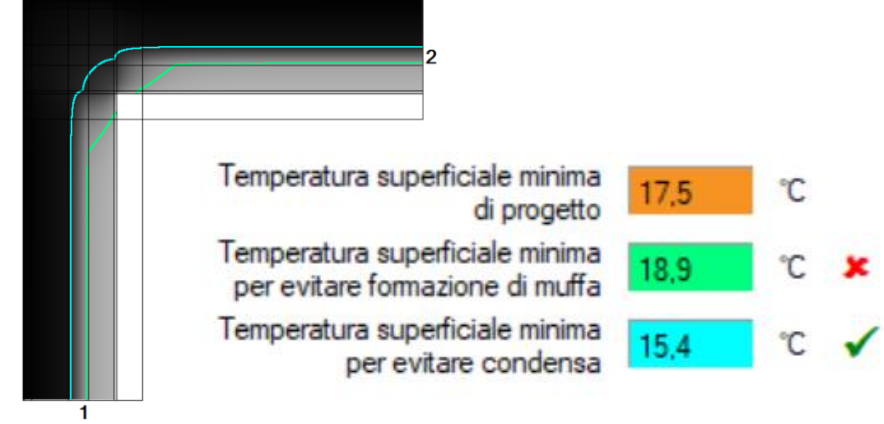 2
1
Temperatura superficiale minima
di progetto
17,5 °C
Temperatura superficiale minima
per evitare formazione di muffa
18,9 °C
Temperatura superficiale minima
per evitare condensa
15,4 °C